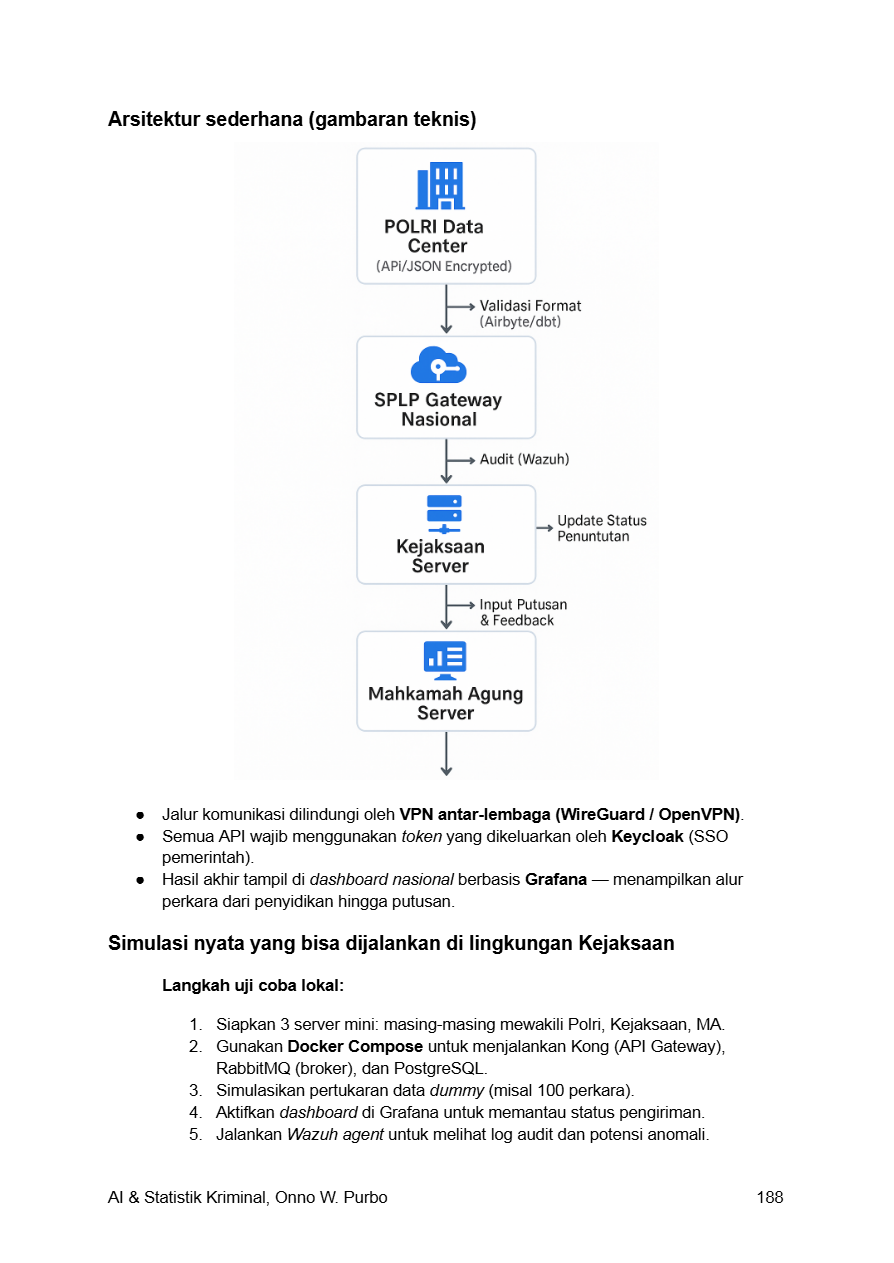 Arsitektur sederhana (gambaran teknis)
POLRI Data
Center
(APi/JSON Encrypted)
Validasi Format
(Airbyte/dbt)
SPLP Gateway
Nasional
Audit (Wazuh)
Kejaksaan
Server
Update Status
Penuntutan
Input Putusan
& Feedback
Mahkamah Agung
Server
● Jalur komunikasi dilindungi oleh VPN antar-lembaga (WireGuard / OpenVPN).
● Semua API wajib menggunakan token yang dikeluarkan oleh Keycloak (SSO
pemerintah).
● Hasil akhir tampil di dashboard nasional berbasis Grafana — menampilkan alur
perkara dari penyidikan hingga putusan.
Simulasi nyata yang bisa dijalankan di lingkungan Kejaksaan
Langkah uji coba lokal:
1. Siapkan 3 server mini: masing-masing mewakili Polri, Kejaksaan, MA.
2. Gunakan Docker Compose untuk menjalankan Kong (API Gateway),
RabbitMQ (broker), dan PostgreSQL.
3. Simulasikan pertukaran data dummy (misal 100 perkara).
4. Aktifkan dashboard di Grafana untuk memantau status pengiriman.
5. Jalankan Wazuh agent untuk melihat log audit dan potensi anomali.
AI & Statistik Kriminal, Onno W. Purbo 188